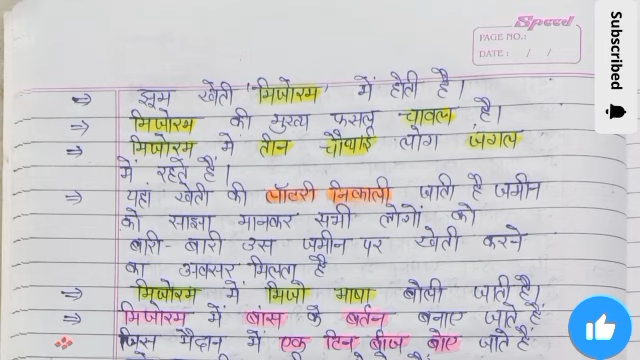 Speed
PAGE NO.:
DATE: / /
Subscribed
⇒ झूम खेती मिजोरम में होती है।
⇒ मिजोरम की मुख्य फसल चावल है।
⇒ मिजोरम मे तीन चौथाई लोग जंगल
में रहते हैं।
⇒ यहां खेती की लॉटरी निकाली जाती है जमीन
को साझा मानकर सभी लोगों को
बारी-बारी उस जमीन पर खेती करने
का अवसर मिलता है
⇒ मिजोरम में मिजो भाषा बोली जाती है।
⇒ मिजोरम में बांस के बर्तन बनाए जाते हैं
जिस मैदान में एक दिन बीज बोए जाते हैं